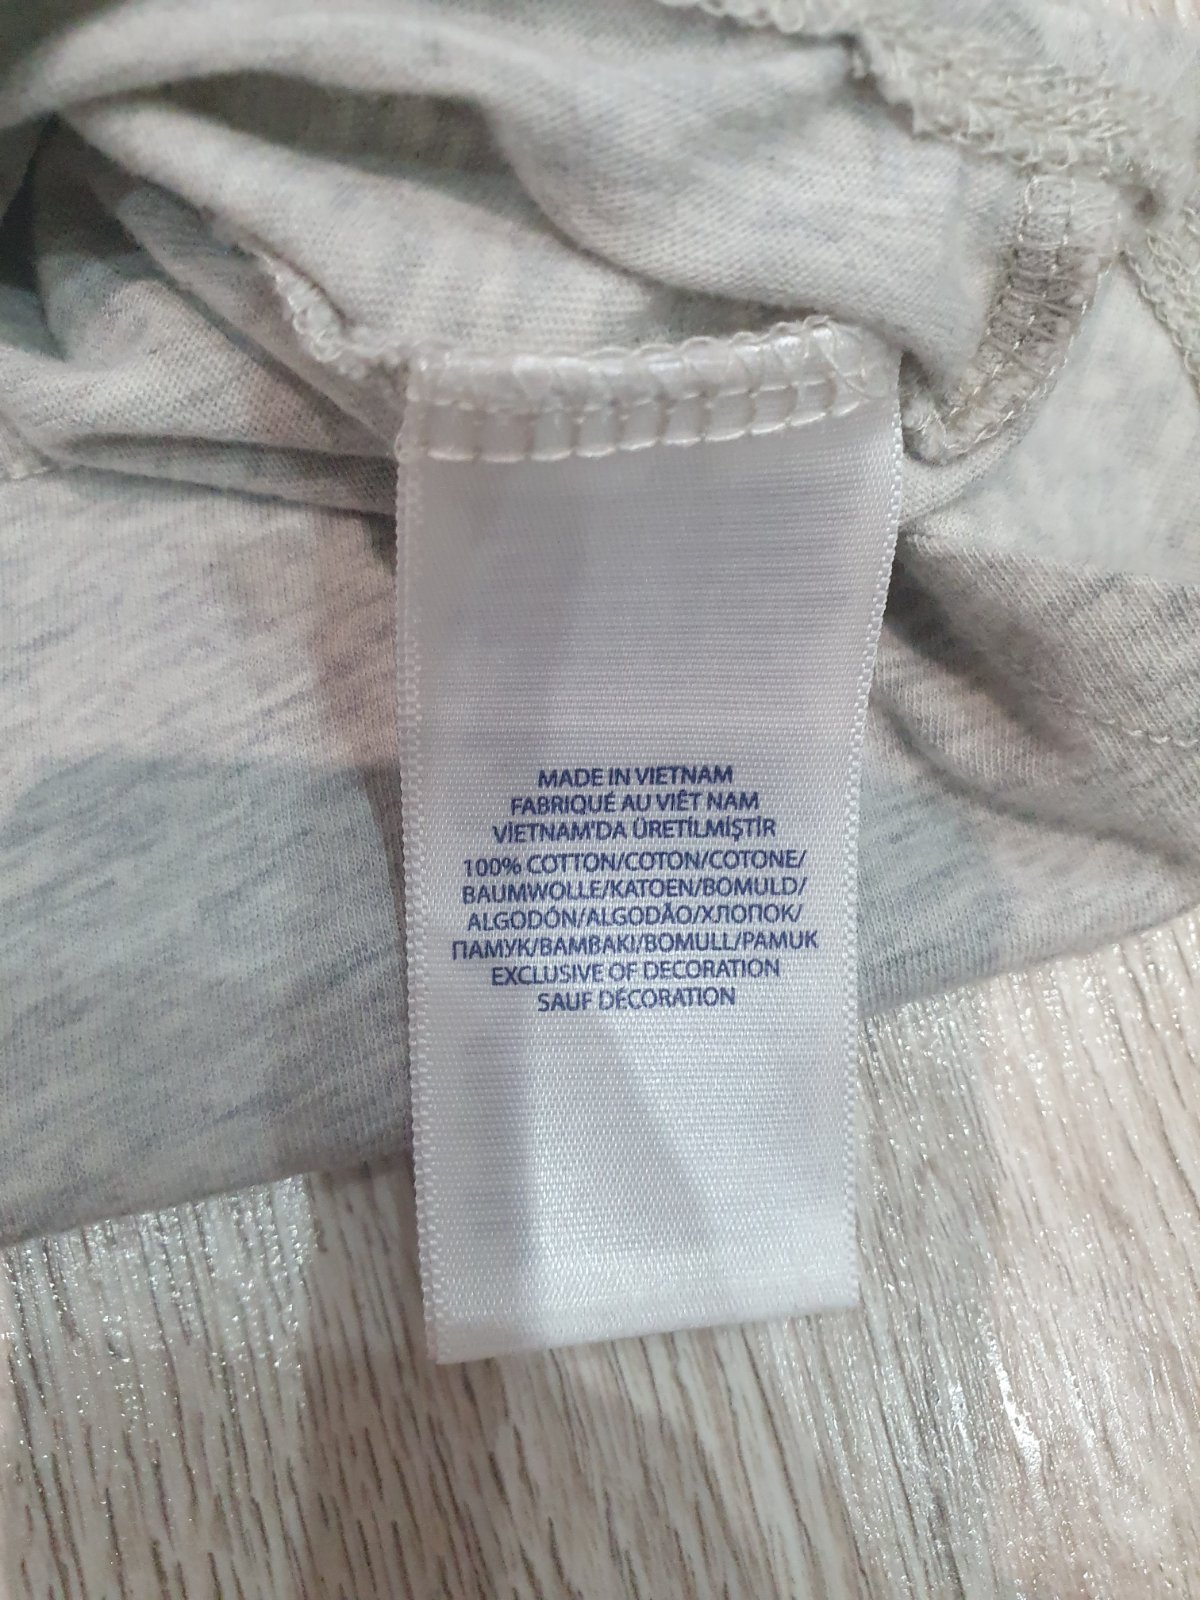 MADE IN VIETNAM
FABRIQUÉ AU VIÊT NAM
VİETNAM'DA ÜRETİLMİŞTİR
100% COTTON/COTON/COTONE/
BAUMWOLLE/KATOEN/BOMULD/
ALGODÓN/ALGODÃO/ХЛОПОК/
ПАМУК/BAMBAKI/BOMULL/PAMUK
EXCLUSIVE OF DECORATION
SAUF DÉCORATION